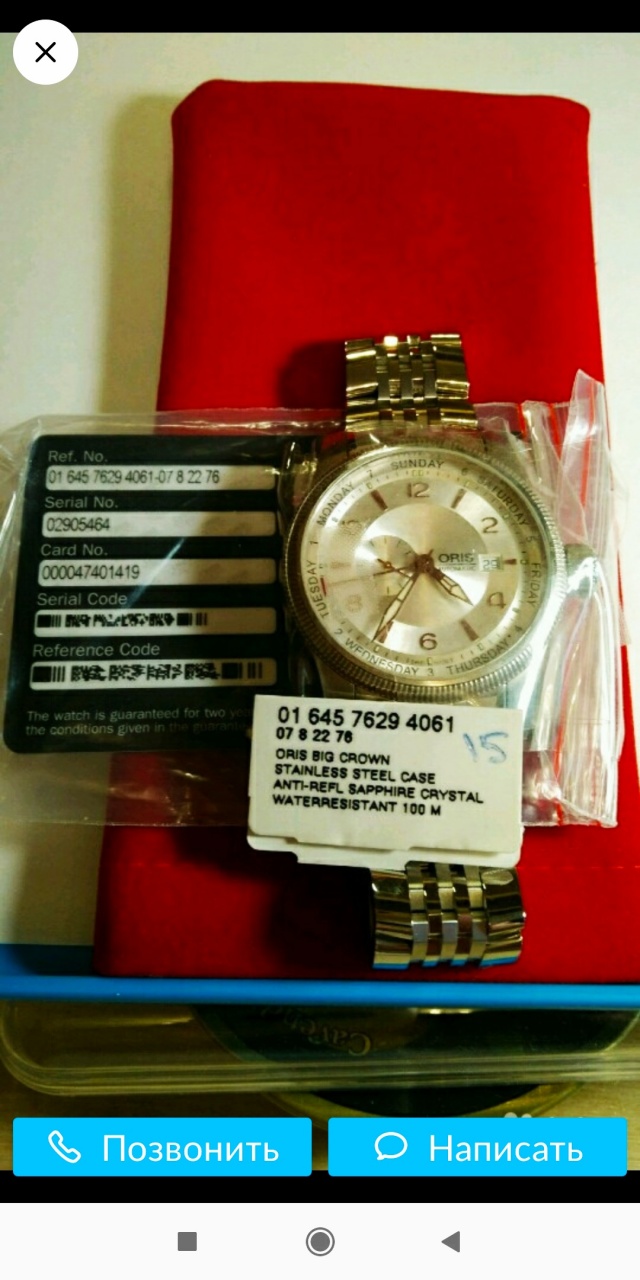 Ref. No.
01 645 7629 4061-07 8 22 76
Serial No.
02905464
Card No.
000047401419
Serial Code
Reference Code
The watch is guaranteed for two
the conditions given in the
SUNDAY
MONDAY
TUESDAY
WEDNESDAY
THURSDAY
FRIDAY
SATURDAY
12
2
4
6
8
ORIS
01 645 7629 4061
07 8 22 76
15
ORIS BIG CROWN
STAINLESS STEEL CASE
ANTI-REFL SAPPHIRE CRYSTAL
WATERRESISTANT 100 M
Позвонить
Написать